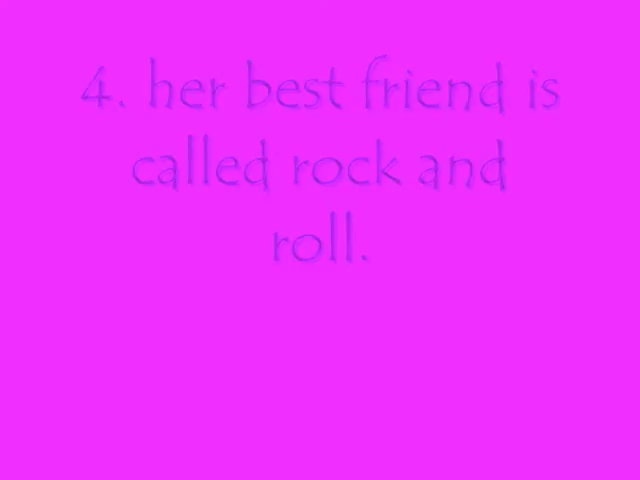 4. her best friend is
called rock and
roll.